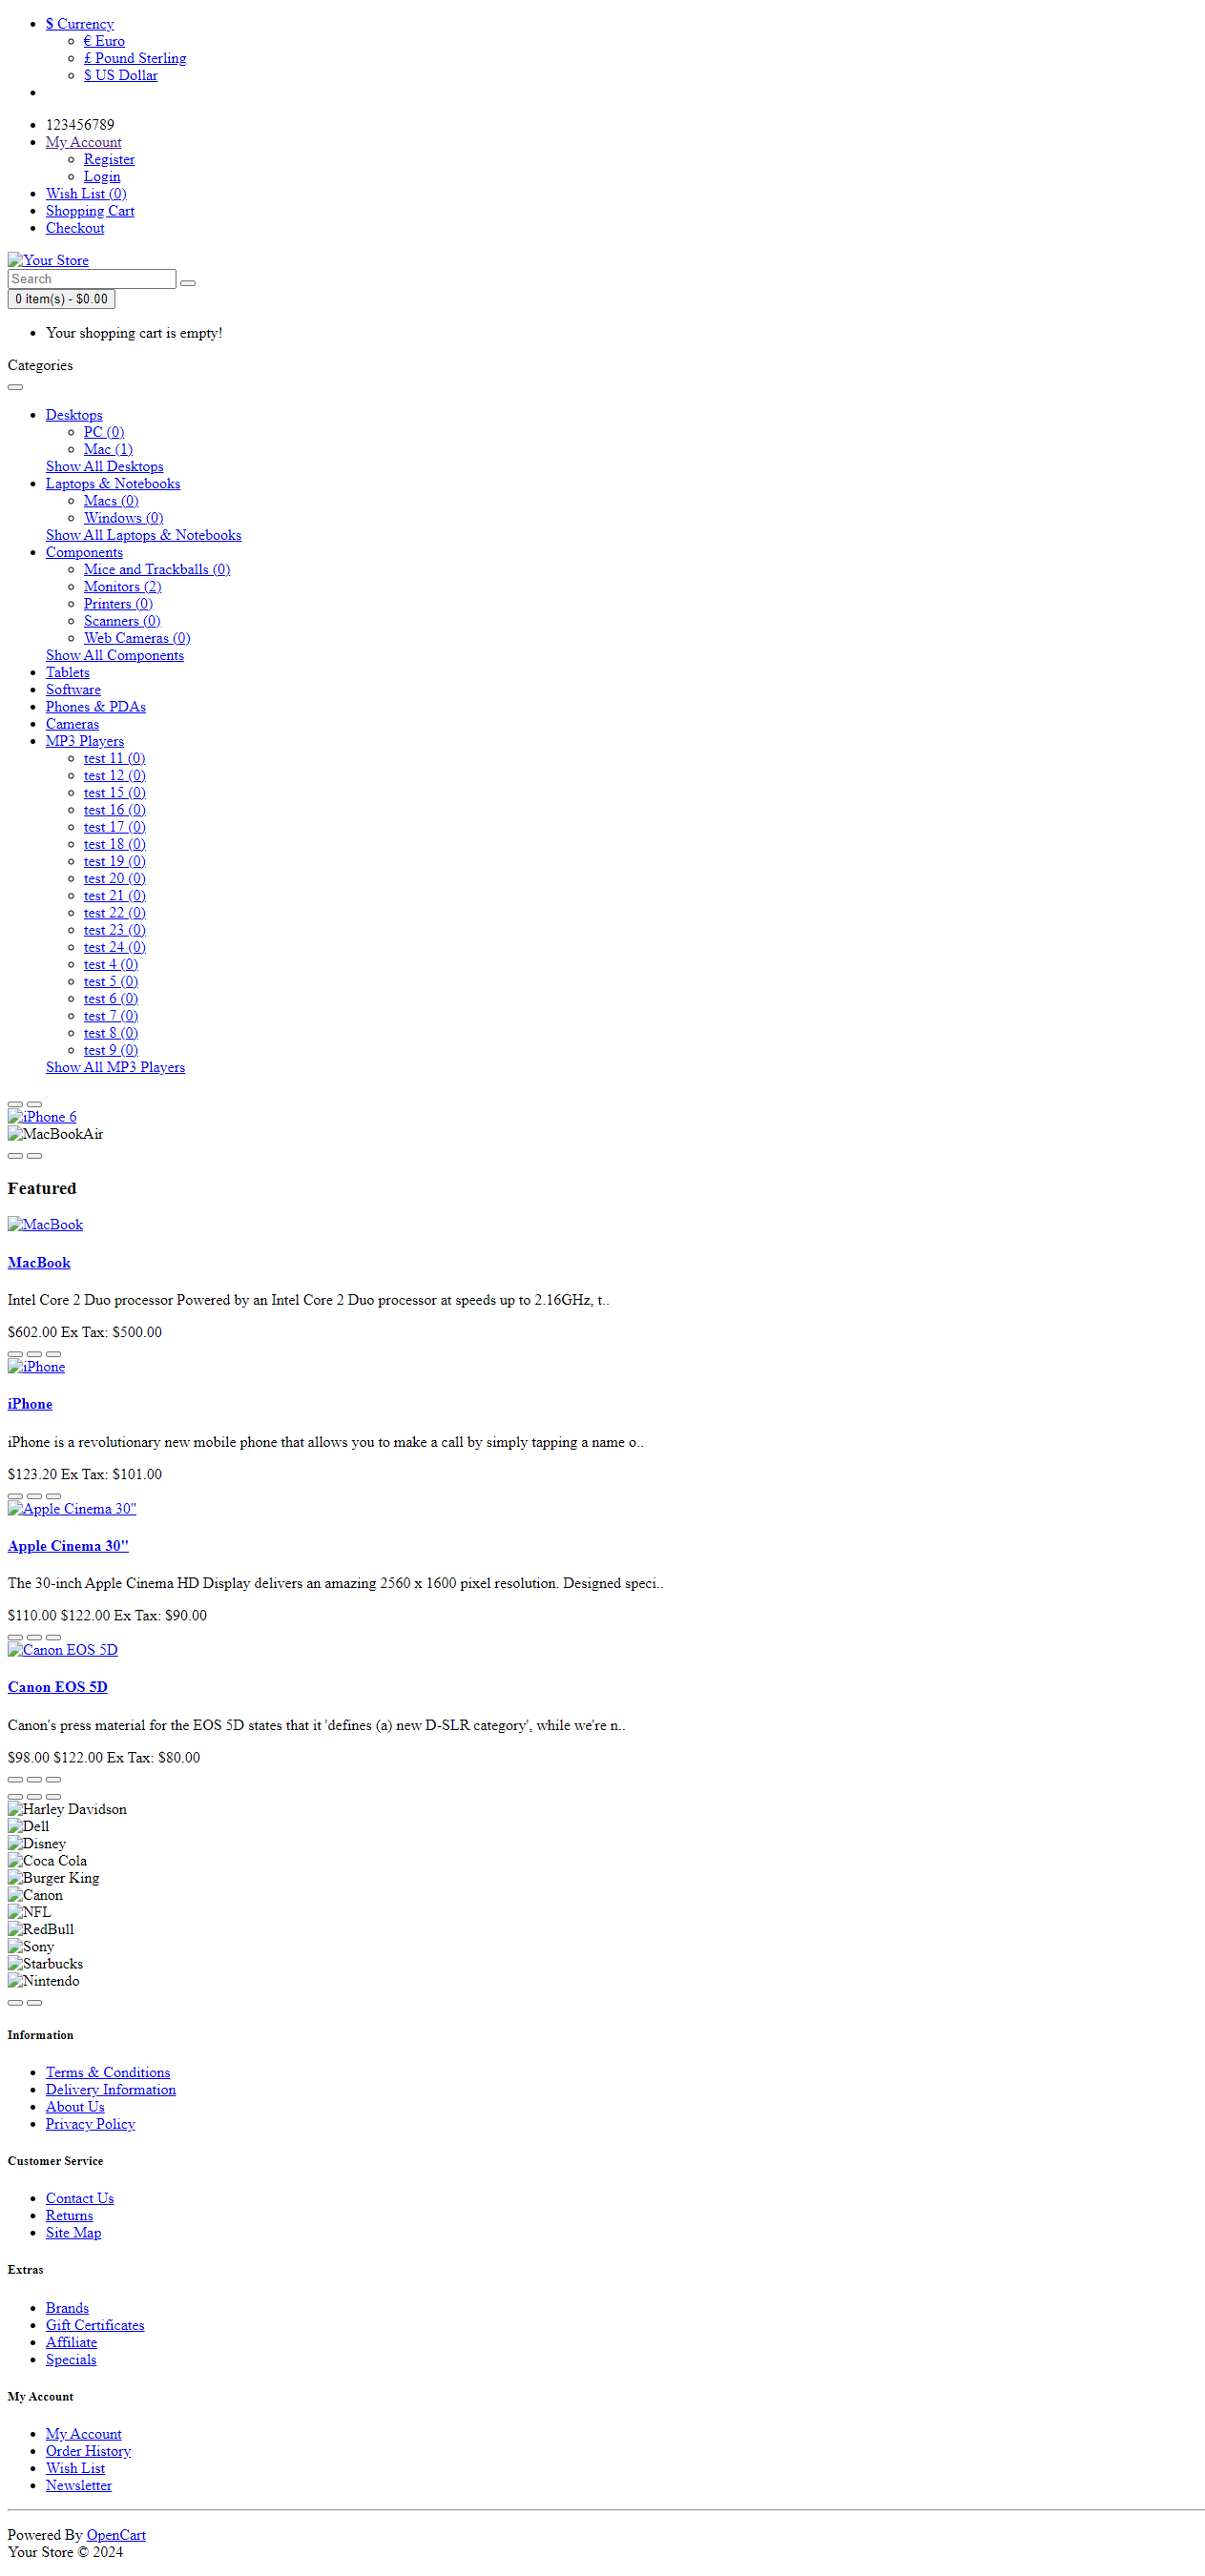 $ Currency
€ Euro
£ Pound Sterling
$ US Dollar
123456789
My Account
Register
Login
Wish List (0)
Shopping Cart
Checkout
Your Store
Search
0 item(s) - $0.00
Your shopping cart is empty!
Categories
Desktops
PC (0)
Mac (1)
Show All Desktops
Laptops & Notebooks
Macs (0)
Windows (0)
Show All Laptops & Notebooks
Components
Mice and Trackballs (0)
Monitors (2)
Printers (0)
Scanners (0)
Web Cameras (0)
Show All Components
Tablets
Software
Phones & PDAs
Cameras
MP3 Players
test 11 (0)
test 12 (0)
test 15 (0)
test 16 (0)
test 17 (0)
test 18 (0)
test 19 (0)
test 20 (0)
test 21 (0)
test 22 (0)
test 23 (0)
test 24 (0)
test 4 (0)
test 5 (0)
test 6 (0)
test 7 (0)
test 8 (0)
test 9 (0)
Show All MP3 Players
iPhone 6
MacBookAir
Featured
MacBook
MacBook
Intel Core 2 Duo processor Powered by an Intel Core 2 Duo processor at speeds up to 2.16GHz, t..
$602.00 Ex Tax: $500.00
iPhone
iPhone
iPhone is a revolutionary new mobile phone that allows you to make a call by simply tapping a name o..
$123.20 Ex Tax: $101.00
Apple Cinema 30"
Apple Cinema 30"
The 30-inch Apple Cinema HD Display delivers an amazing 2560 x 1600 pixel resolution. Designed speci..
$110.00 $122.00 Ex Tax: $90.00
Canon EOS 5D
Canon EOS 5D
Canon's press material for the EOS 5D states that it 'defines (a) new D-SLR category', while we're n..
$98.00 $122.00 Ex Tax: $80.00
Harley Davidson
Dell
Disney
Coca Cola
Burger King
Canon
NFL
RedBull
Sony
Starbucks
Nintendo
Information
Terms & Conditions
Delivery Information
About Us
Privacy Policy
Customer Service
Contact Us
Returns
Site Map
Extras
Brands
Gift Certificates
Affiliate
Specials
My Account
My Account
Order History
Wish List
Newsletter
Powered By OpenCart
Your Store © 2024